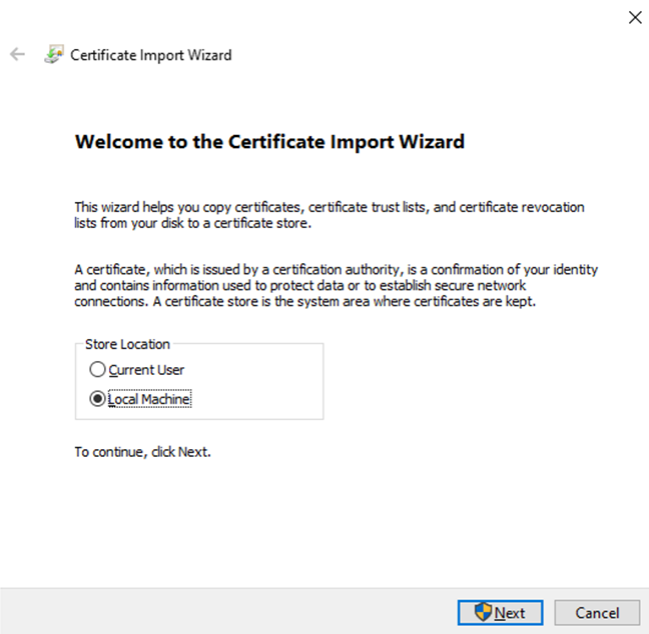 Certificate Import Wizard
Welcome to the Certificate Import Wizard
This wizard helps you copy certificates, certificate trust lists, and certificate revocation
lists from your disk to a certificate store.
A certificate, which is issued by a certification authority, is a confirmation of your identity
and contains information used to protect data or to establish secure network
connections. A certificate store is the system area where certificates are kept.
Store Location
Current User
Local Machine
To continue, click Next.
Next
Cancel